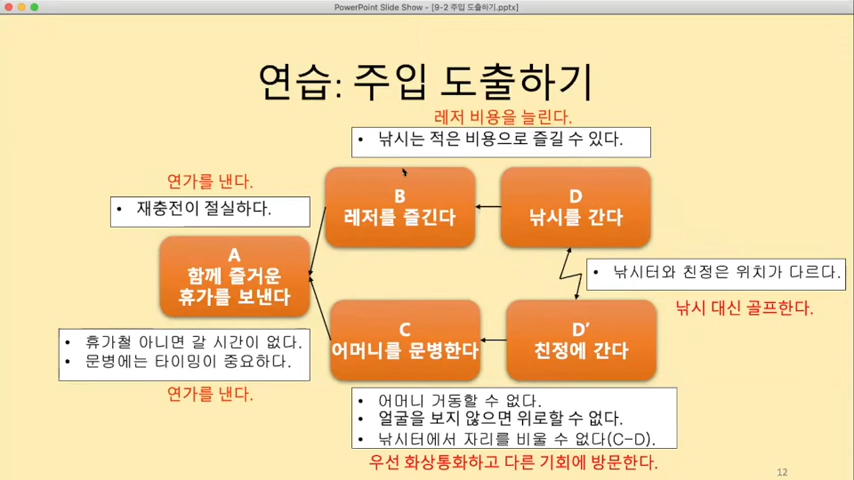 PowerPoint Slide Show - [9-2 주입 도출하기.pptx]
연습: 주입 도출하기
레저 비용을 늘린다.
• 낚시는 적은 비용으로 즐길 수 있다.
연가를 낸다.
• 재충전이 절실하다.
B
레저를 즐긴다
D
낚시를 간다
A
함께 즐거운
휴가를 보낸다
• 낚시터와 친정은 위치가 다르다.
낚시 대신 골프한다.
C
어머니를 문병한다
D’
친정에 간다
• 휴가철 아니면 갈 시간이 없다.
• 문병에는 타이밍이 중요하다.
연가를 낸다.
• 어머니 거동할 수 없다.
• 얼굴을 보지 않으면 위로할 수 없다.
• 낚시터에서 자리를 비울 수 없다(C-D).
우선 화상통화하고 다른 기회에 방문한다.
12